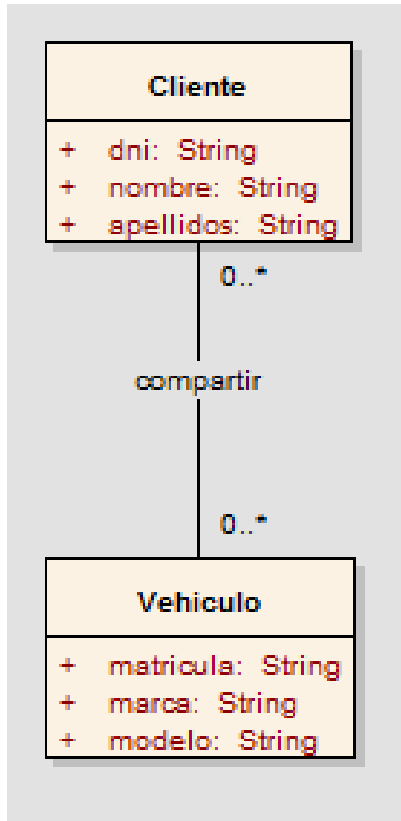 Cliente
+ dni: String
+ nombre: String
+ apellidos: String
0..*
compartir
0..*
Vehiculo
+ matricula: String
+ marca: String
+ modelo: String